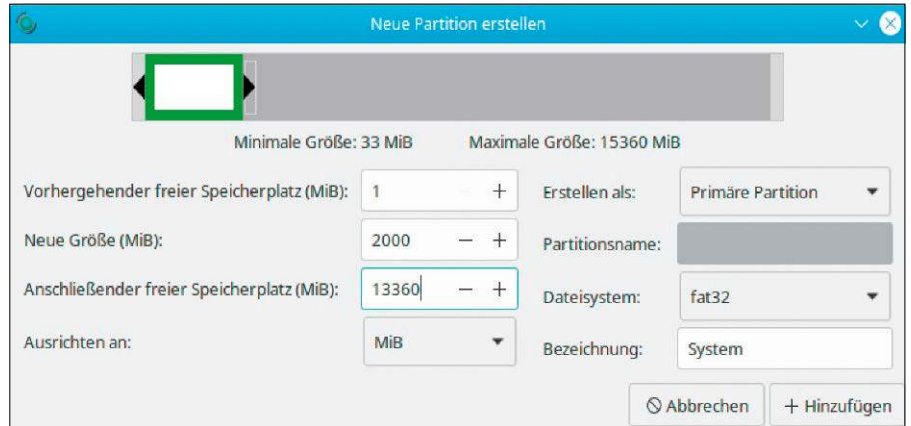 Neue Partition erstellen
Minimale Größe: 33 MiB Maximale Größe: 15360 MiB
Vorhergehender freier Speicherplatz (MiB): 1 + Erstellen als: Primäre Partition
Neue Größe (MiB): 2000 − + Partitionsname:
Anschließender freier Speicherplatz (MiB): 13360 − + Dateisystem: fat32
Ausrichten an: MiB Bezeichnung: System
Abbrechen + Hinzufügen